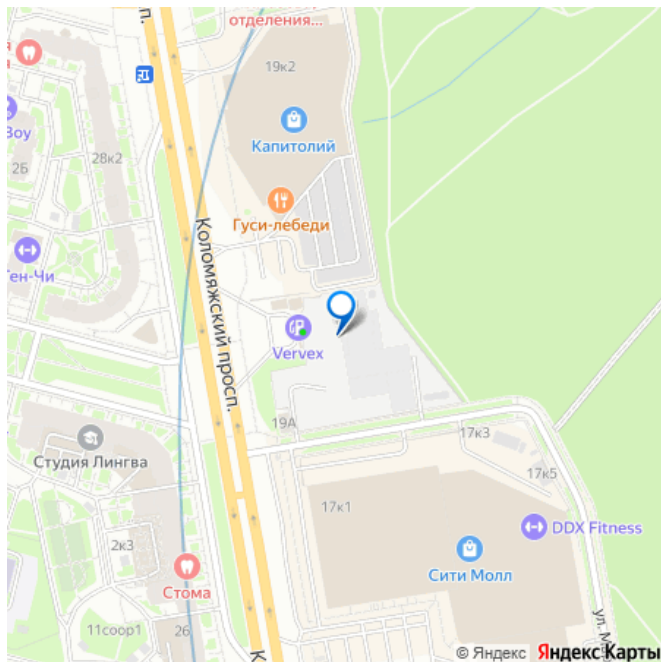 отделения...
19к2
Капитолий
Boy
2Б
28к2
Гуси-лебеди
Коломяжский просп.
Vervex
19А
Студия Лингва
17к3
17к5
17к1
DDX Fitness
2к3
Сити Молл
Стома
11соор1
26
© Яндекс
Яндекс Карты